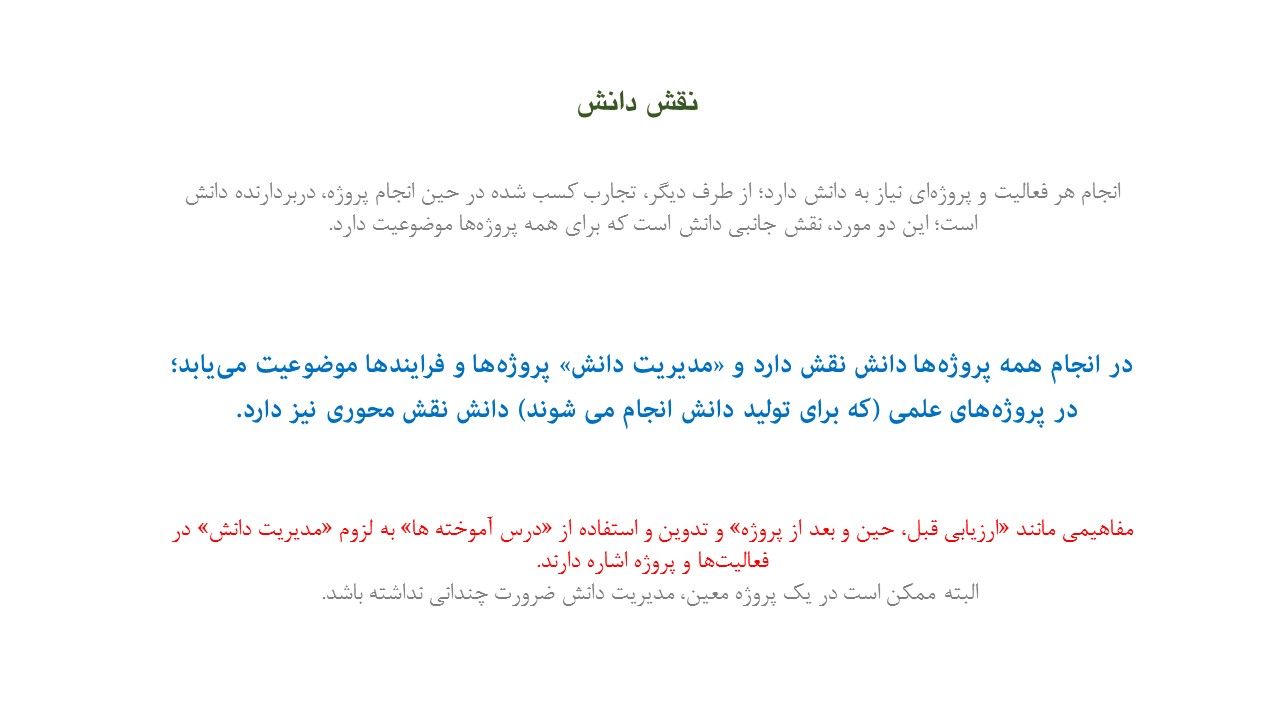 نقش دانش
انجام هر فعالیت و پروژه‌ای نیاز به دانش دارد؛ از طرف دیگر، تجارب کسب شده در حین انجام پروژه، دربردارنده دانش
است؛ این دو مورد، نقش جانبی دانش است که برای همه پروژه‌ها موضوعیت دارد.
در انجام همه پروژه‌ها دانش نقش دارد و «مدیریت دانش» پروژه‌ها و فرایندها موضوعیت می‌یابد؛
در پروژه‌های علمی (که برای تولید دانش انجام می شوند) دانش نقش محوری نیز دارد.
مفاهیمی مانند «ارزیابی قبل، حین و بعد از پروژه» و تدوین و استفاده از «درس آموخته ها» به لزوم «مدیریت دانش» در
فعالیت‌ها و پروژه اشاره دارند.
البته ممکن است در یک پروژه معین، مدیریت دانش ضرورت چندانی نداشته باشد.